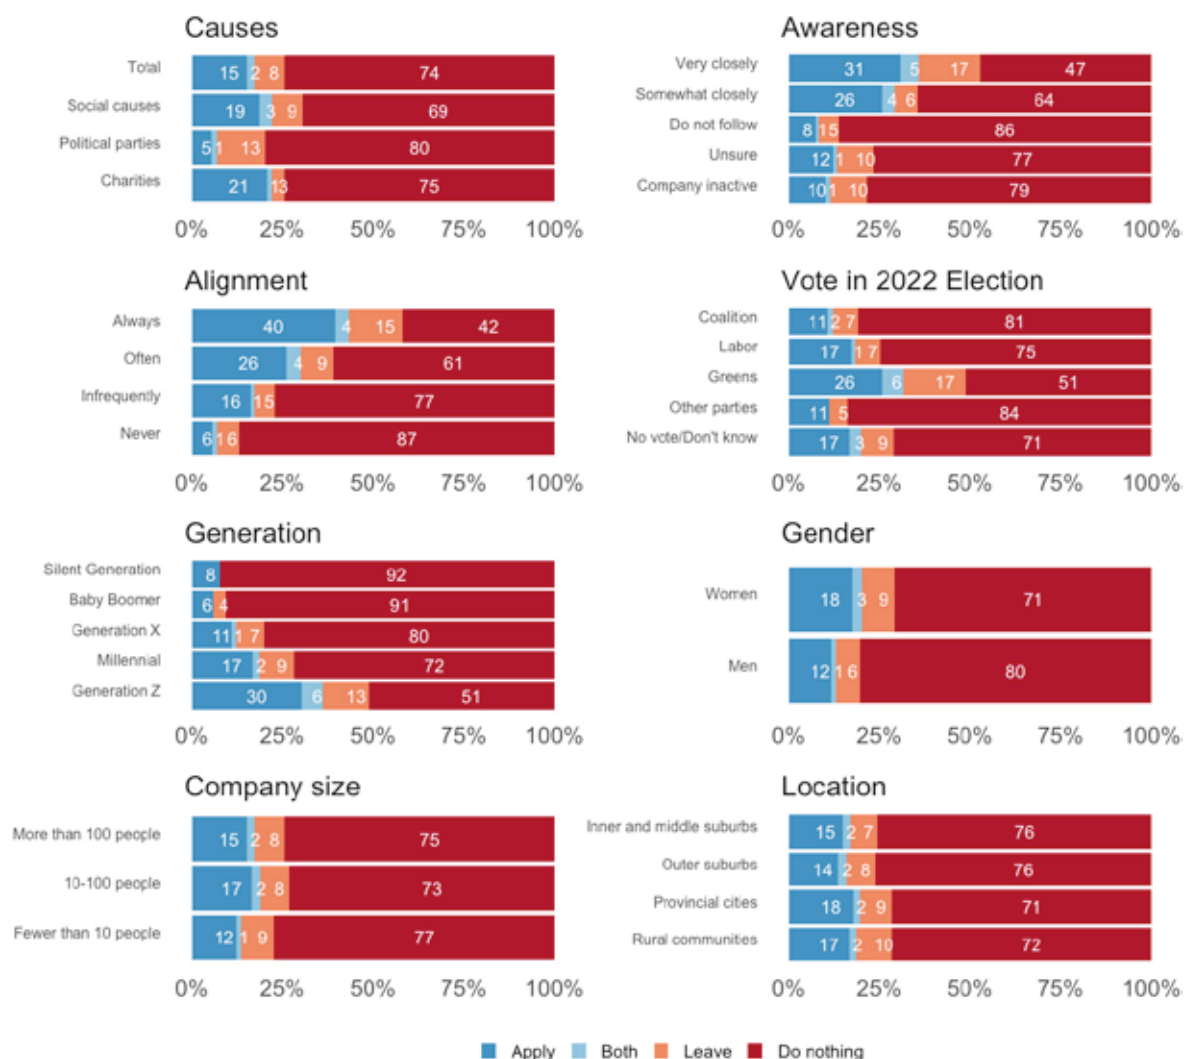 Causes
Total 15 2 8 74
Social causes 19 3 9 69
Political parties 5 1 13 80
Charities 21 1 3 75
0% 25% 50% 75% 100%
Awareness
Very closely 31 5 17 47
Somewhat closely 26 4 6 64
Do not follow 8 1 5 86
Unsure 12 1 10 77
Company inactive 10 1 10 79
0% 25% 50% 75% 100%
Alignment
Always 40 4 15 42
Often 26 4 9 61
Infrequently 16 1 5 77
Never 6 1 6 87
0% 25% 50% 75% 100%
Vote in 2022 Election
Coalition 11 2 7 81
Labor 17 1 7 75
Greens 26 6 17 51
Other parties 11 5 84
No vote/Don't know 17 3 9 71
0% 25% 50% 75% 100%
Generation
Silent Generation 8 92
Baby Boomer 6 4 91
Generation X 11 1 7 80
Millennial 17 2 9 72
Generation Z 30 6 13 51
0% 25% 50% 75% 100%
Gender
Women 18 3 9 71
Men 12 1 6 80
0% 25% 50% 75% 100%
Company size
More than 100 people 15 2 8 75
10-100 people 17 2 8 73
Fewer than 10 people 12 1 9 77
0% 25% 50% 75% 100%
Location
Inner and middle suburbs 15 2 7 76
Outer suburbs 14 2 8 76
Provincial cities 18 2 9 71
Rural communities 17 2 10 72
0% 25% 50% 75% 100%
Apply Both Leave Do nothing